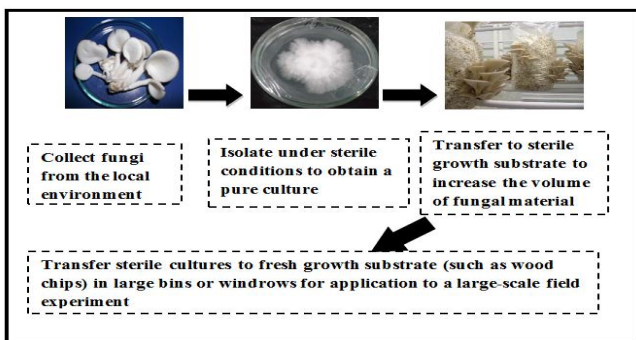 Collect fungi
from the local
environment
Isolate under sterile
conditions to obtain a
pure culture
Transfer to sterile
growth substrate to
increase the volume
of fungal material
Transfer sterile cultures to fresh growth substrate (such as wood
chips) in large bins or windrows for application to a large-scale field
experiment